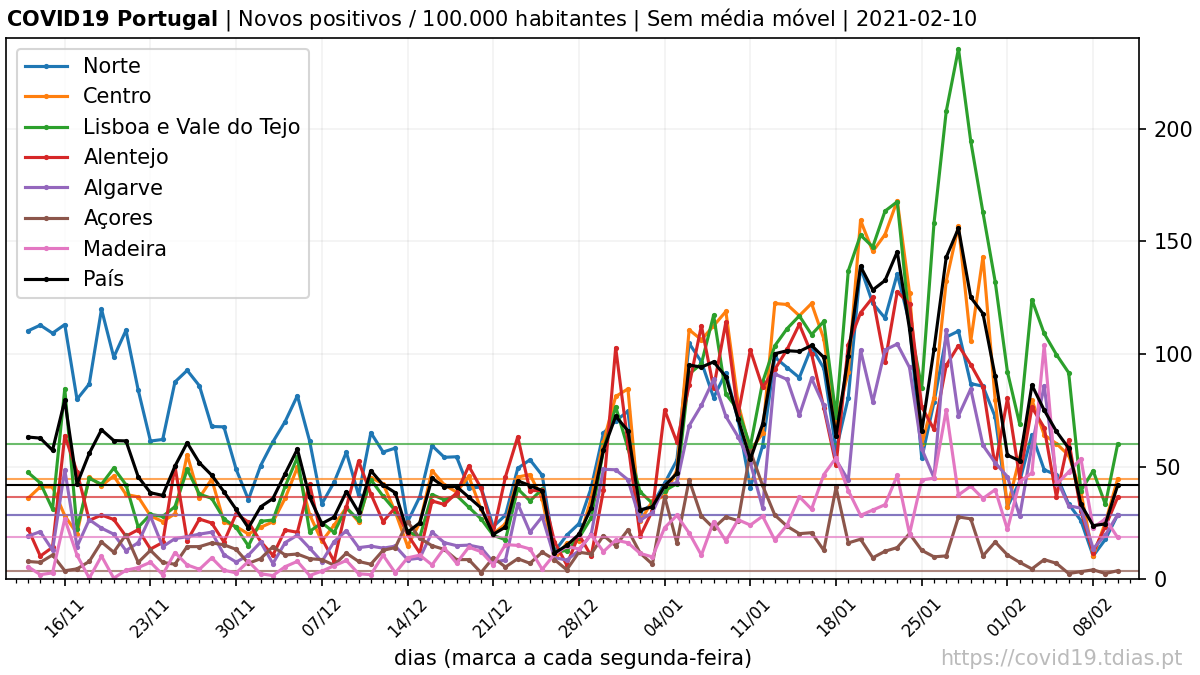 COVID19 Portugal | Novos positivos / 100.000 habitantes | Sem média móvel | 2021-02-10
Norte
Centro
Lisboa e Vale do Tejo
Alentejo
Algarve
Açores
Madeira
País
200
150
100
50
0
16/11
23/11
30/11
07/12
14/12
21/12
28/12
04/01
11/01
18/01
25/01
01/02
08/02
dias (marca a cada segunda-feira)
https://covid19.tdias.pt